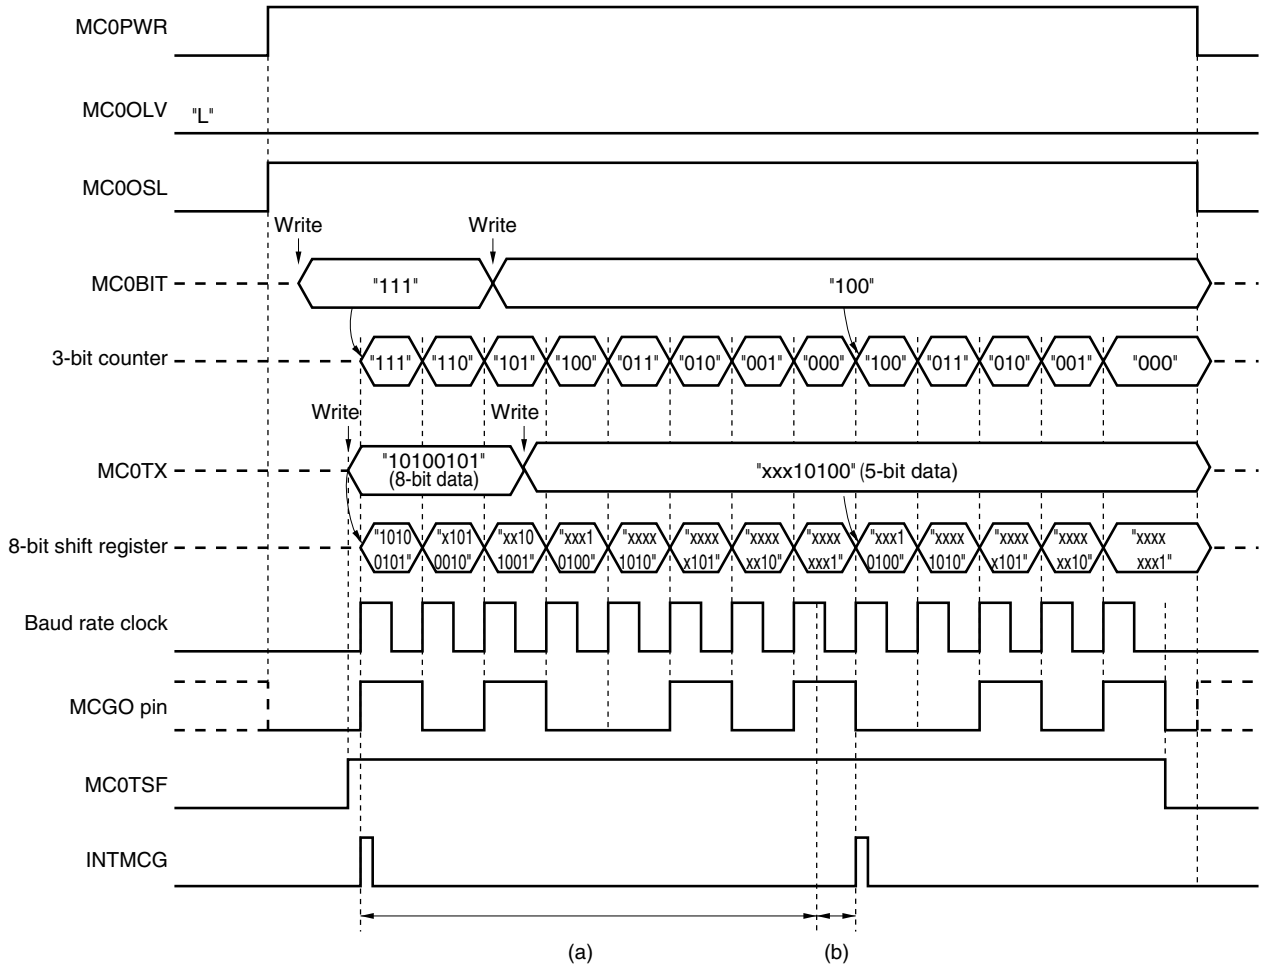 MC0PWR
MC0OLV "L"
MC0OSL
Write Write
MC0BIT "111" "100"
3-bit counter "111" "110" "101" "100" "011" "010" "001" "000" "100" "011" "010" "001" "000"
Write Write
MC0TX "10100101" "xxx10100" (5-bit data)
(8-bit data)
8-bit shift register "1010 "x101 "xx10 "xxx1 "xxxx "xxxx "xxxx "xxxx "xxx1 "xxxx "xxxx "xxxx "xxxx
0101" 0010" 1001" 0100" 1010" x101" xx10" xxx1" 0100" 1010" x101" xx10" xxx1"
Baud rate clock
MCGO pin
MC0TSF
INTMCG
(a) (b)